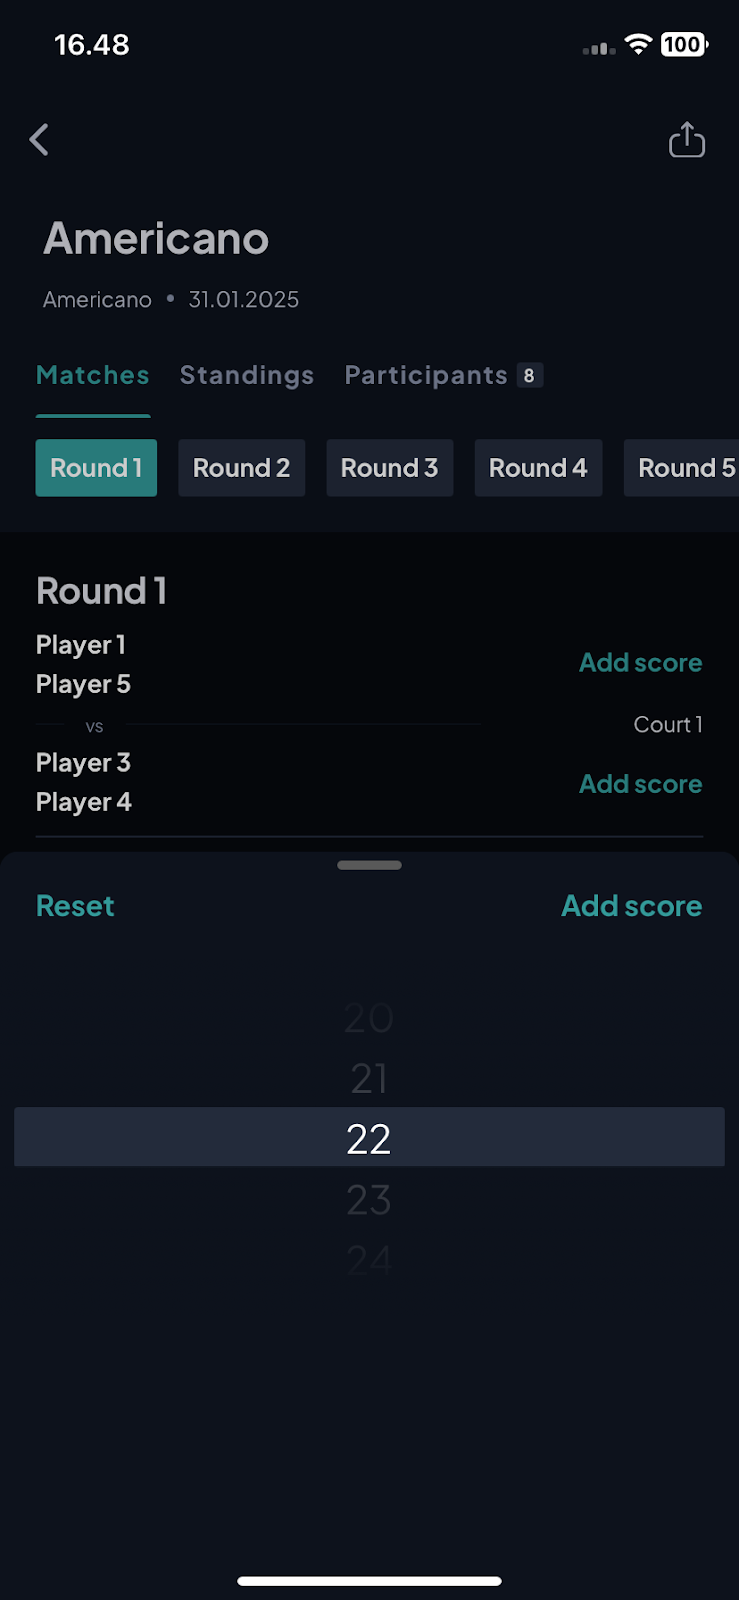 16.48
100
Americano
Americano • 31.01.2025
Matches Standings Participants 8
Round 1 Round 2 Round 3 Round 4 Round 5
Round 1
Player 1
Add score
Player 5
vs
Court 1
Player 3
Add score
Player 4
Reset Add score
20
21
22
23
24